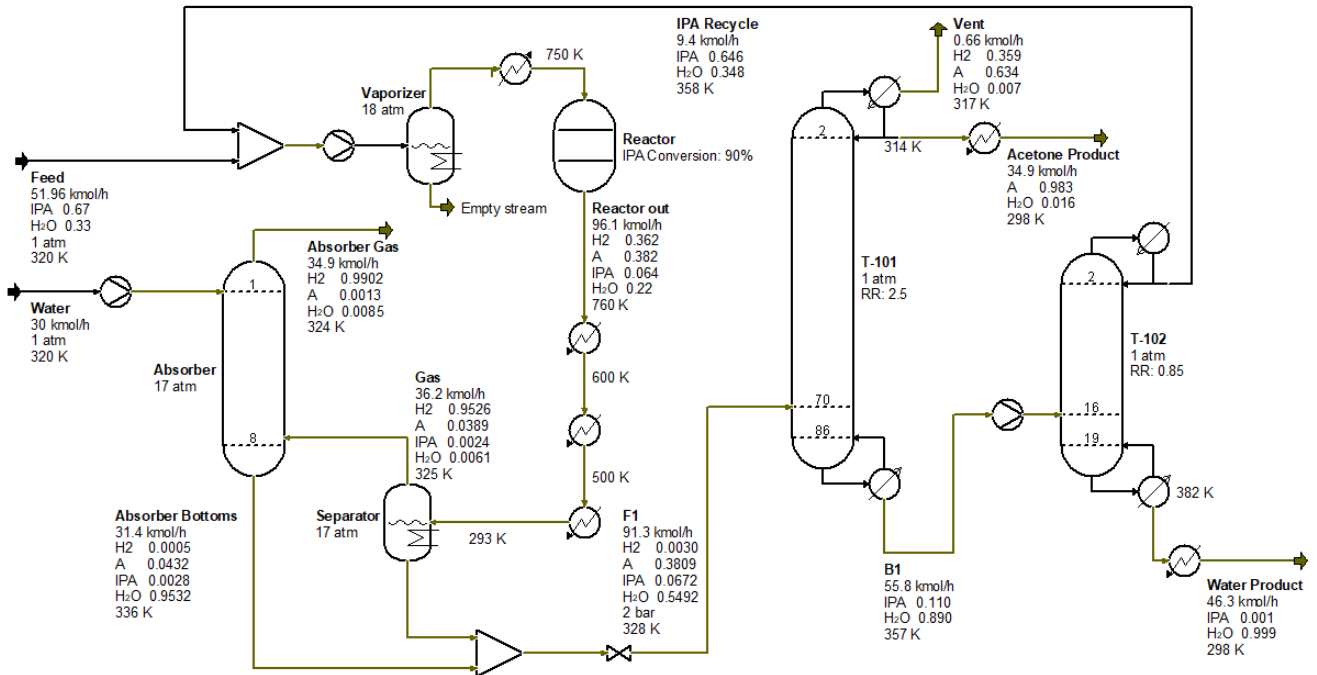 IPA Recycle
9.4 kmol/h
IPA 0.646
H2O 0.348
358 K
Vent
0.66 kmol/h
H2 0.359
A 0.634
H2O 0.007
317 K
750 K
Vaporizer
18 atm
Reactor
IPA Conversion: 90%
2
314 K
Acetone Product
34.9 kmol/h
A 0.983
H2O 0.016
298 K
Feed
51.96 kmol/h
IPA 0.67
H2O 0.33
1 atm
320 K
Empty stream
Reactor out
96.1 kmol/h
H2 0.362
A 0.382
IPA 0.064
H2O 0.22
760 K
Absorber Gas
34.9 kmol/h
H2 0.9902
A 0.0013
H2O 0.0085
324 K
1
Water
30 kmol/h
1 atm
320 K
T-101
1 atm
RR: 2.5
2
T-102
1 atm
RR: 0.85
Absorber
17 atm
8
Gas
36.2 kmol/h
H2 0.9526
A 0.0389
IPA 0.0024
H2O 0.0061
325 K
600 K
500 K
70
86
16
19
382 K
Absorber Bottoms
31.4 kmol/h
H2 0.0005
A 0.0432
IPA 0.0028
H2O 0.9532
336 K
Separator
17 atm
293 K
F1
91.3 kmol/h
H2 0.0030
A 0.3809
IPA 0.0672
H2O 0.5492
2 bar
328 K
B1
55.8 kmol/h
IPA 0.110
H2O 0.890
357 K
Water Product
46.3 kmol/h
IPA 0.001
H2O 0.999
298 K